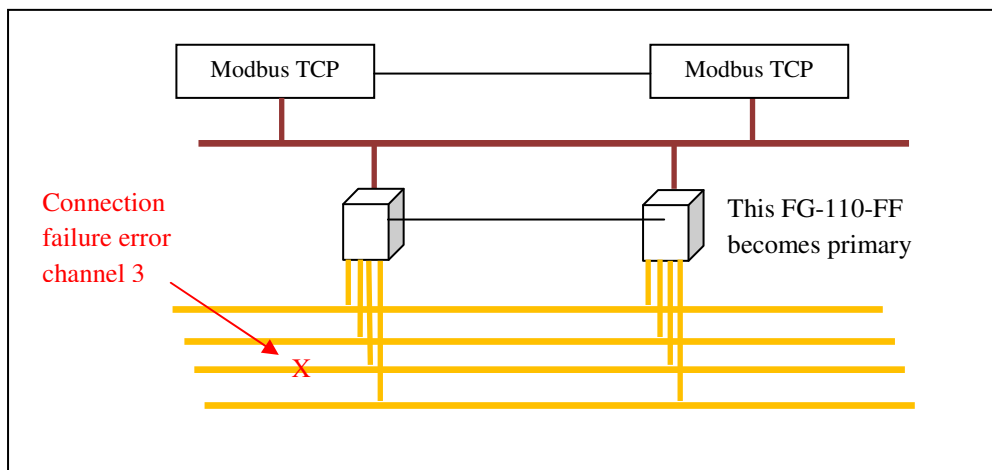 Modbus TCP
Modbus TCP
Connection
failure error
channel 3
This FG-110-FF
becomes primary
X